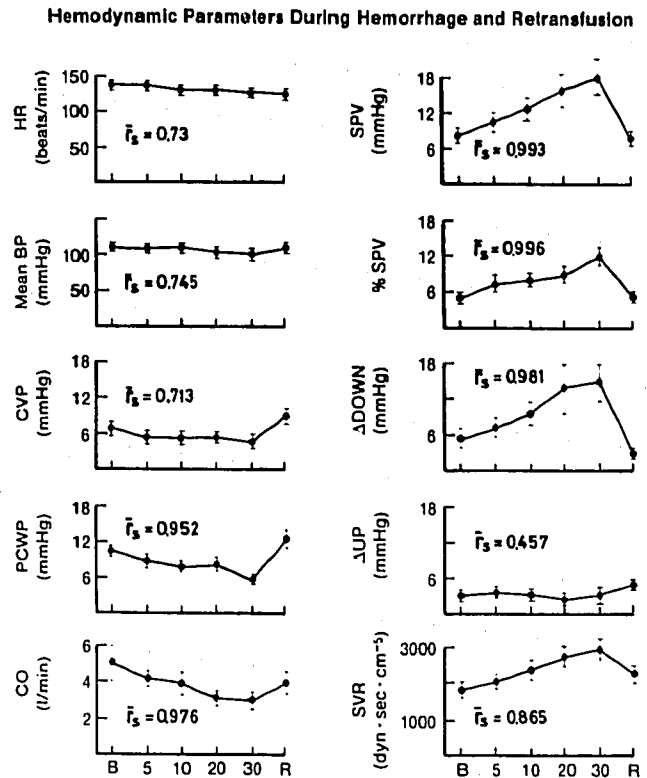 Hemodynamic Parameters During Hemorrhage and Retransfusion
HR
(beats/min)
150
100
50
r̄s = 0.73
Mean BP
(mmHg)
100
50
r̄s = 0.745
CVP
(mmHg)
18
12
6
r̄s = 0.713
PCWP
(mmHg)
18
12
6
r̄s = 0.952
CO
(l/min)
6
4
2
r̄s = 0.976
B 5 10 20 30 R
SPV
(mmHg)
18
12
6
r̄s = 0.993
% SPV
18
12
6
r̄s = 0.996
ΔDOWN
(mmHg)
18
6
r̄s = 0.981
ΔUP
(mmHg)
18
6
r̄s = 0.457
SVR
(dyn · sec · cm⁻⁵)
3000
1000
r̄s = 0.865
B 5 10 20 30 R